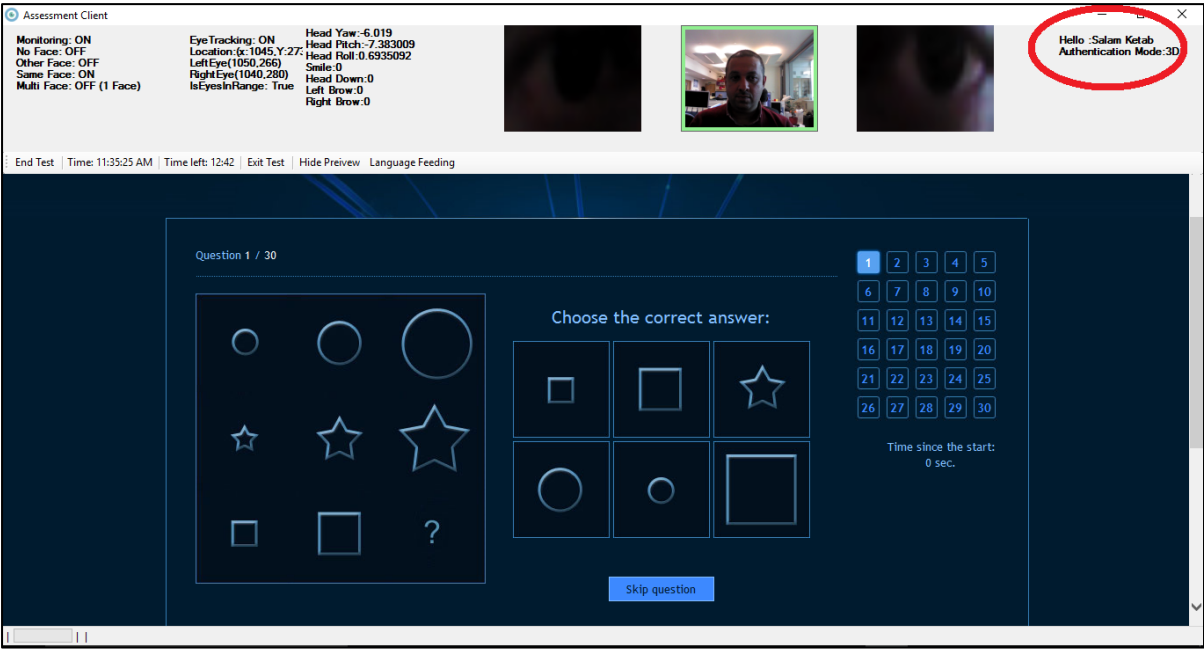 Assessment Client
Monitoring: ON
No Face: OFF
Other Face: OFF
Same Face: ON
Multi Face: OFF (1 Face)
EyeTracking: ON
Location:(x:1045,Y:27
LeftEye(1050,266)
RightEye(1040,280)
IsEyesInRange: True
Head Yaw:-6.019
Head Pitch:-7.383009
Head Roll:0.6935092
Smile:0
Head Down:0
Left Brow:0
Right Brow:0
Hello :Salam Ketab
Authentication Mode:3D
End Test Time: 11:35:25 AM Time left: 12:42 Exit Test Hide Preivew Language Feeding
Question 1 / 30
Choose the correct answer:
?
Skip question
1 2 3 4 5
6 7 8 9 10
11 12 13 14 15
16 17 18 19 20
21 22 23 24 25
26 27 28 29 30
Time since the start:
0 sec.